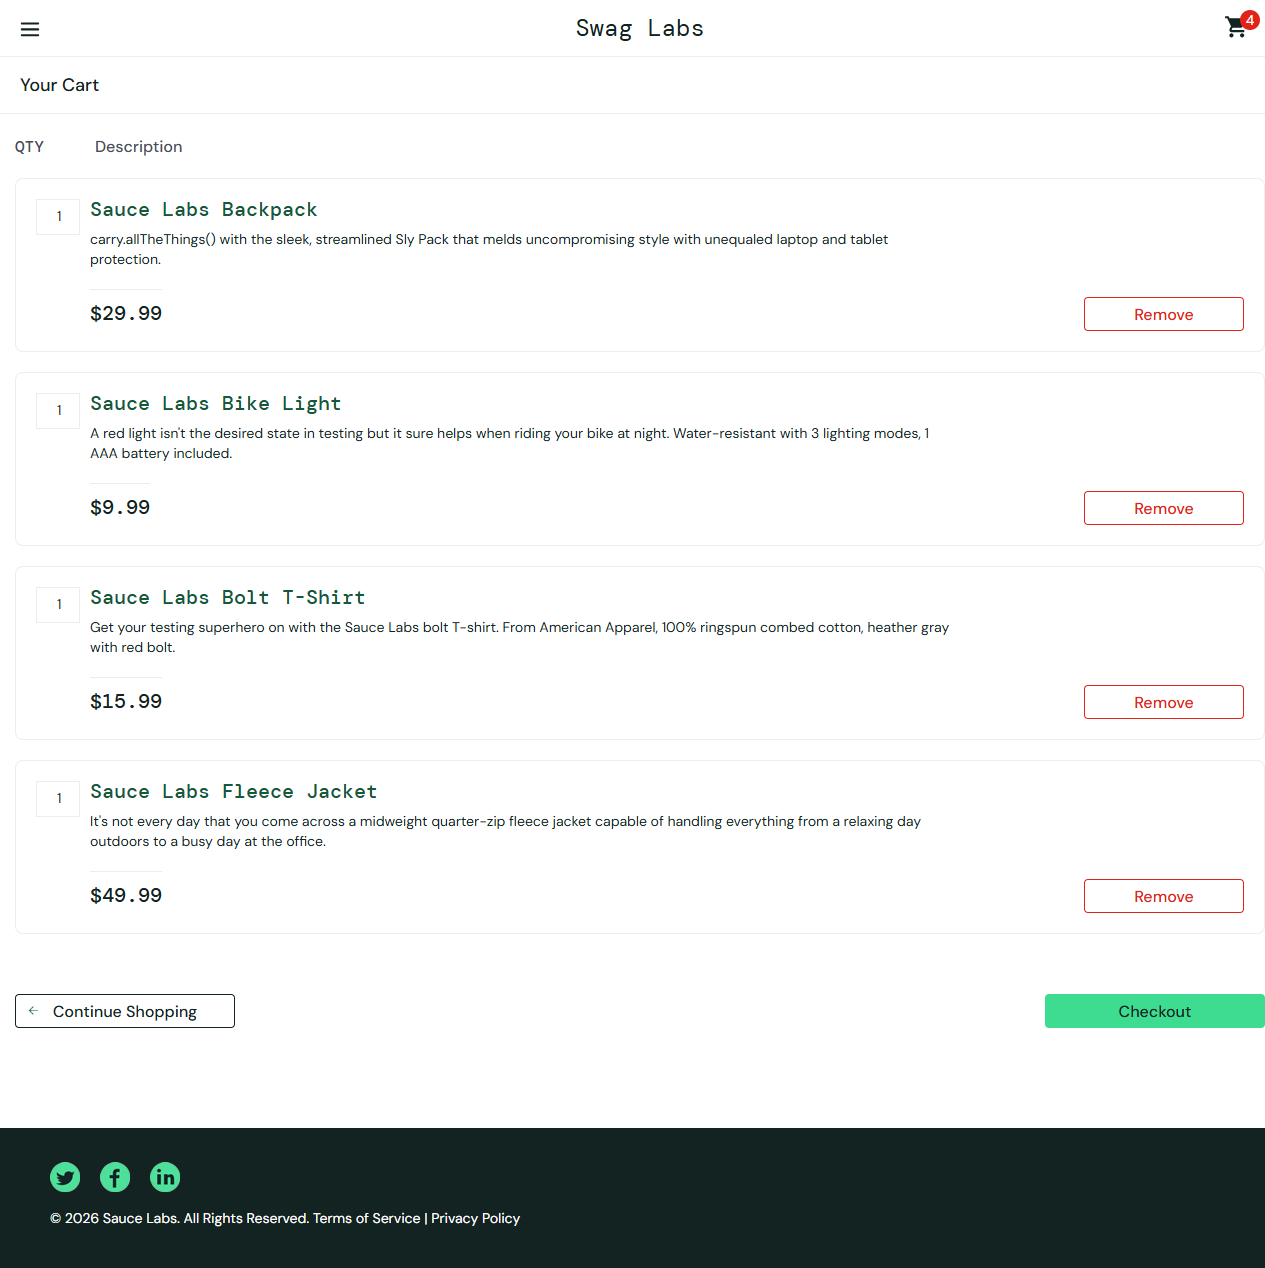 Swag Labs
4
Your Cart
QTY Description
1
Sauce Labs Backpack
carry.allTheThings() with the sleek, streamlined Sly Pack that melds uncompromising style with unequaled laptop and tablet
protection.
$29.99
Remove
1
Sauce Labs Bike Light
A red light isn't the desired state in testing but it sure helps when riding your bike at night. Water-resistant with 3 lighting modes, 1
AAA battery included.
$9.99
Remove
1
Sauce Labs Bolt T-Shirt
Get your testing superhero on with the Sauce Labs bolt T-shirt. From American Apparel, 100% ringspun combed cotton, heather gray
with red bolt.
$15.99
Remove
1
Sauce Labs Fleece Jacket
It's not every day that you come across a midweight quarter-zip fleece jacket capable of handling everything from a relaxing day
outdoors to a busy day at the office.
$49.99
Remove
Continue Shopping
Checkout
© 2026 Sauce Labs. All Rights Reserved. Terms of Service | Privacy Policy